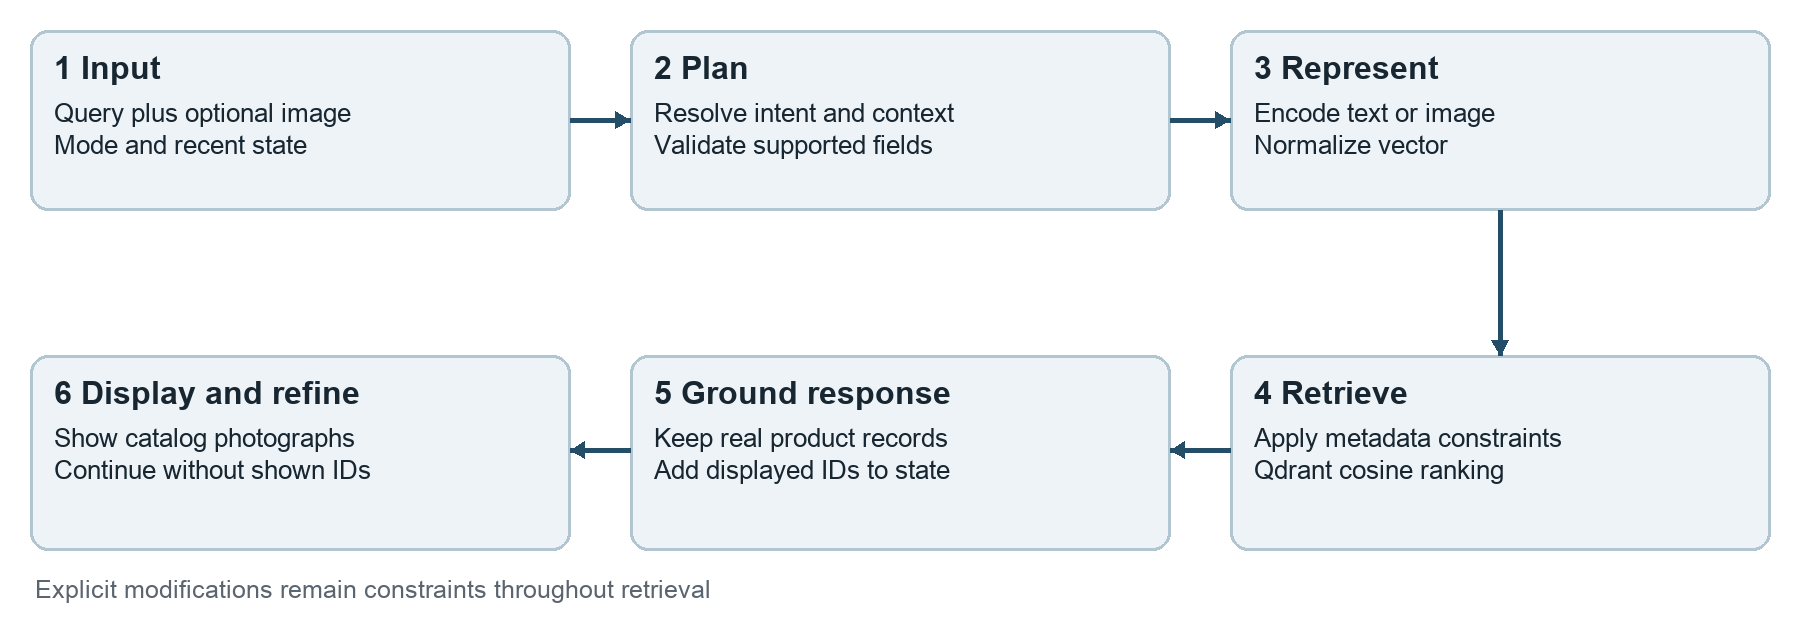 1 Input
Query plus optional image
Mode and recent state
2 Plan
Resolve intent and context
Validate supported fields
3 Represent
Encode text or image
Normalize vector
4 Retrieve
Apply metadata constraints
Qdrant cosine ranking
5 Ground response
Keep real product records
Add displayed IDs to state
6 Display and refine
Show catalog photographs
Continue without shown IDs
Explicit modifications remain constraints throughout retrieval